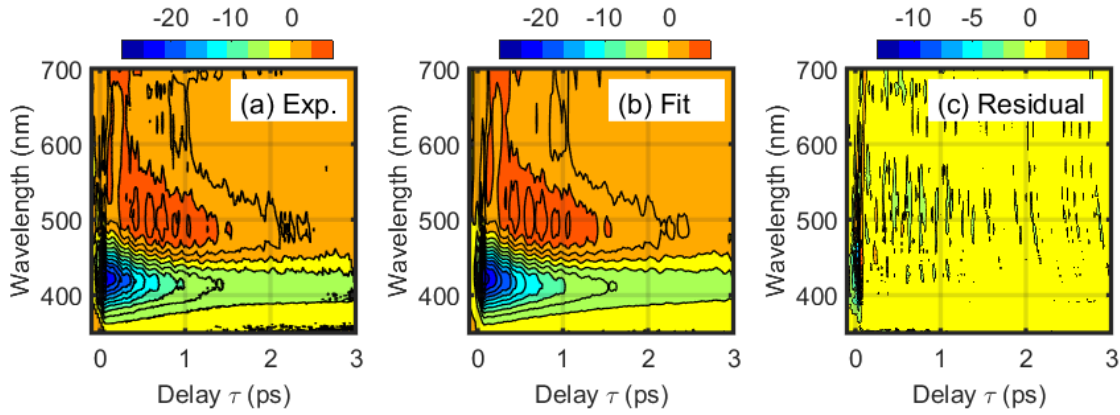 -20 -10 0
-20 -10 0
-10 -5 0
Wavelength (nm)
700
600
500
400
(a) Exp.
0 1 2 3
Delay τ (ps)
Wavelength (nm)
700
600
500
400
(b) Fit
0 1 2 3
Delay τ (ps)
Wavelength (nm)
700
600
500
400
(c) Residual
0 1 2 3
Delay τ (ps)